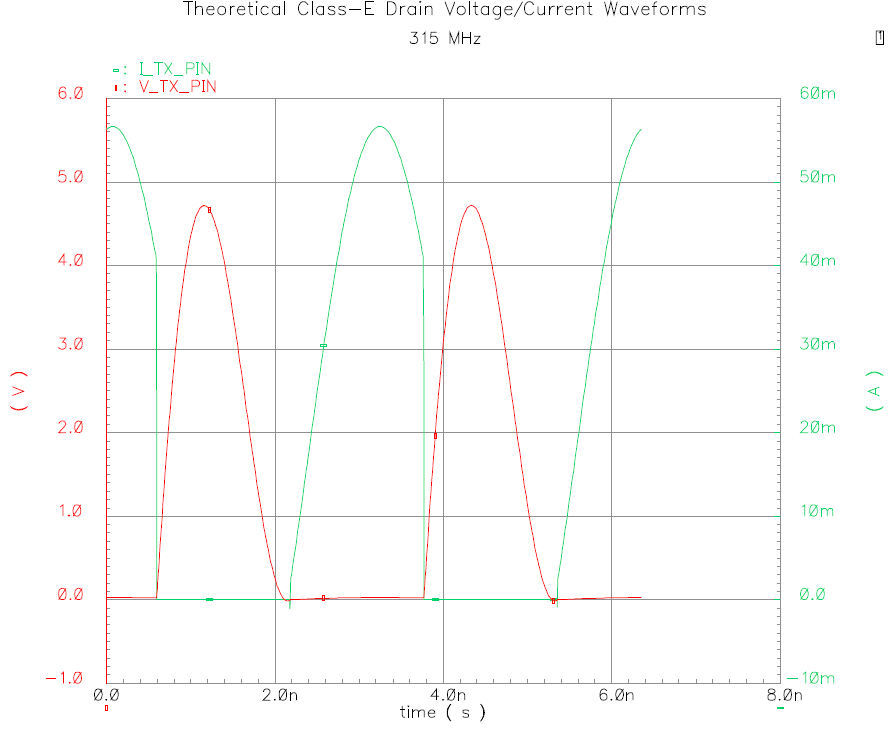 Theoretical Class-E Drain Voltage/Current Waveforms
315 MHz
1
: I_TX_PIN
: V_TX_PIN
6.0 60m
5.0 50m
4.0 40m
3.0 30m
( V ) ( A )
2.0 20m
1.0 10m
0.0 0.0
-1.0 -10m
0.0 2.0n 4.0n 6.0n 8.0n
time ( s )